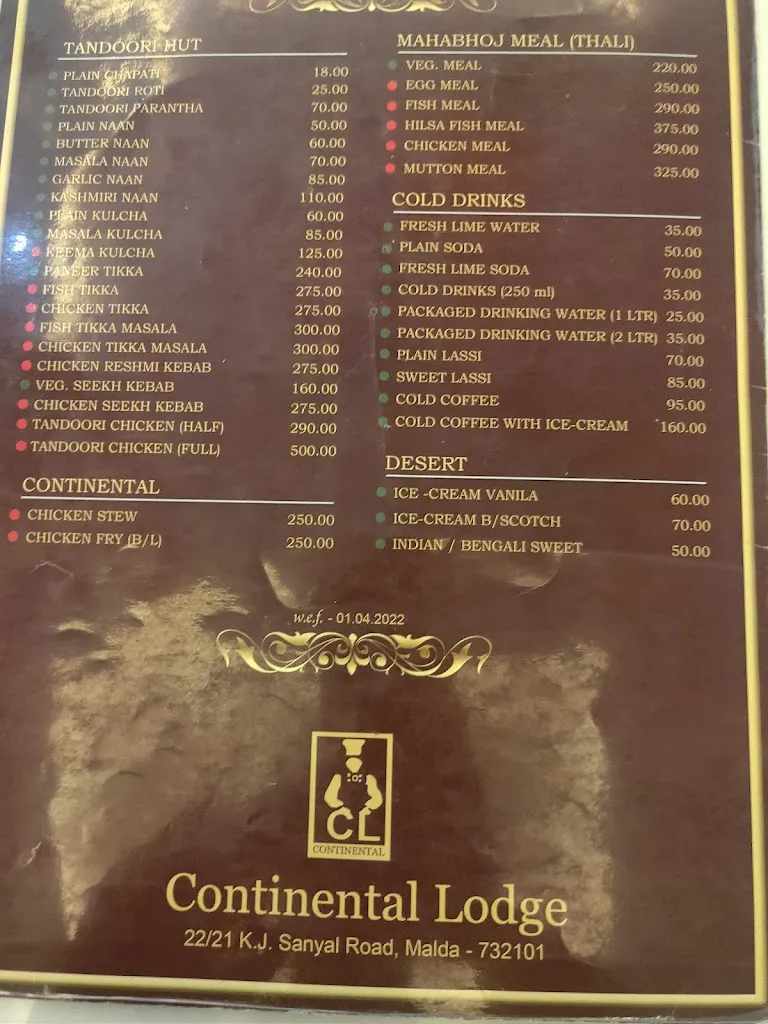 TANDOORI HUT
PLAIN CHAPATI 18.00
TANDOORI ROTI 25.00
TANDOORI PARANTHA 70.00
PLAIN NAAN 50.00
BUTTER NAAN 60.00
MASALA NAAN 70.00
GARLIC NAAN 85.00
KASHMIRI NAAN 110.00
PLAIN KULCHA 60.00
MASALA KULCHA 85.00
KEEMA KULCHA 125.00
PANEER TIKKA 240.00
FISH TIKKA 275.00
CHICKEN TIKKA 275.00
FISH TIKKA MASALA 300.00
CHICKEN TIKKA MASALA 300.00
CHICKEN RESHMI KEBAB 275.00
VEG. SEEKH KEBAB 160.00
CHICKEN SEEKH KEBAB 275.00
TANDOORI CHICKEN (HALF) 290.00
TANDOORI CHICKEN (FULL) 500.00
CONTINENTAL
CHICKEN STEW 250.00
CHICKEN FRY (B/L) 250.00
MAHABHOJ MEAL (THALI)
VEG. MEAL 220.00
EGG MEAL 250.00
FISH MEAL 290.00
HILSA FISH MEAL 375.00
CHICKEN MEAL 290.00
MUTTON MEAL 325.00
COLD DRINKS
FRESH LIME WATER 35.00
PLAIN SODA 50.00
FRESH LIME SODA 70.00
COLD DRINKS (250 ml) 35.00
PACKAGED DRINKING WATER (1 LTR) 25.00
PACKAGED DRINKING WATER (2 LTR) 35.00
PLAIN LASSI 70.00
SWEET LASSI 85.00
COLD COFFEE 95.00
COLD COFFEE WITH ICE-CREAM 160.00
DESERT
ICE -CREAM VANILA 60.00
ICE-CREAM B/SCOTCH 70.00
INDIAN / BENGALI SWEET 50.00
w.e.f. - 01.04.2022
CL
CONTINENTAL
Continental Lodge
22/21 K.J. Sanyal Road, Malda - 732101